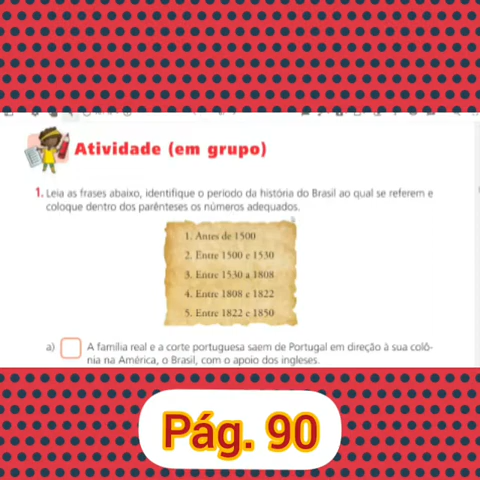 Atividade (em grupo)
1. Leia as frases abaixo, identifique o período da história do Brasil ao qual se referem e
coloque dentro dos parênteses os números adequados.
1. Antes de 1500
2. Entre 1500 e 1530
3. Entre 1530 a 1808
4. Entre 1808 e 1822
5. Entre 1822 e 1850
a) A família real e a corte portuguesa saem de Portugal em direção à sua colô-
nia na América, o Brasil, com o apoio dos ingleses.
Pág. 90